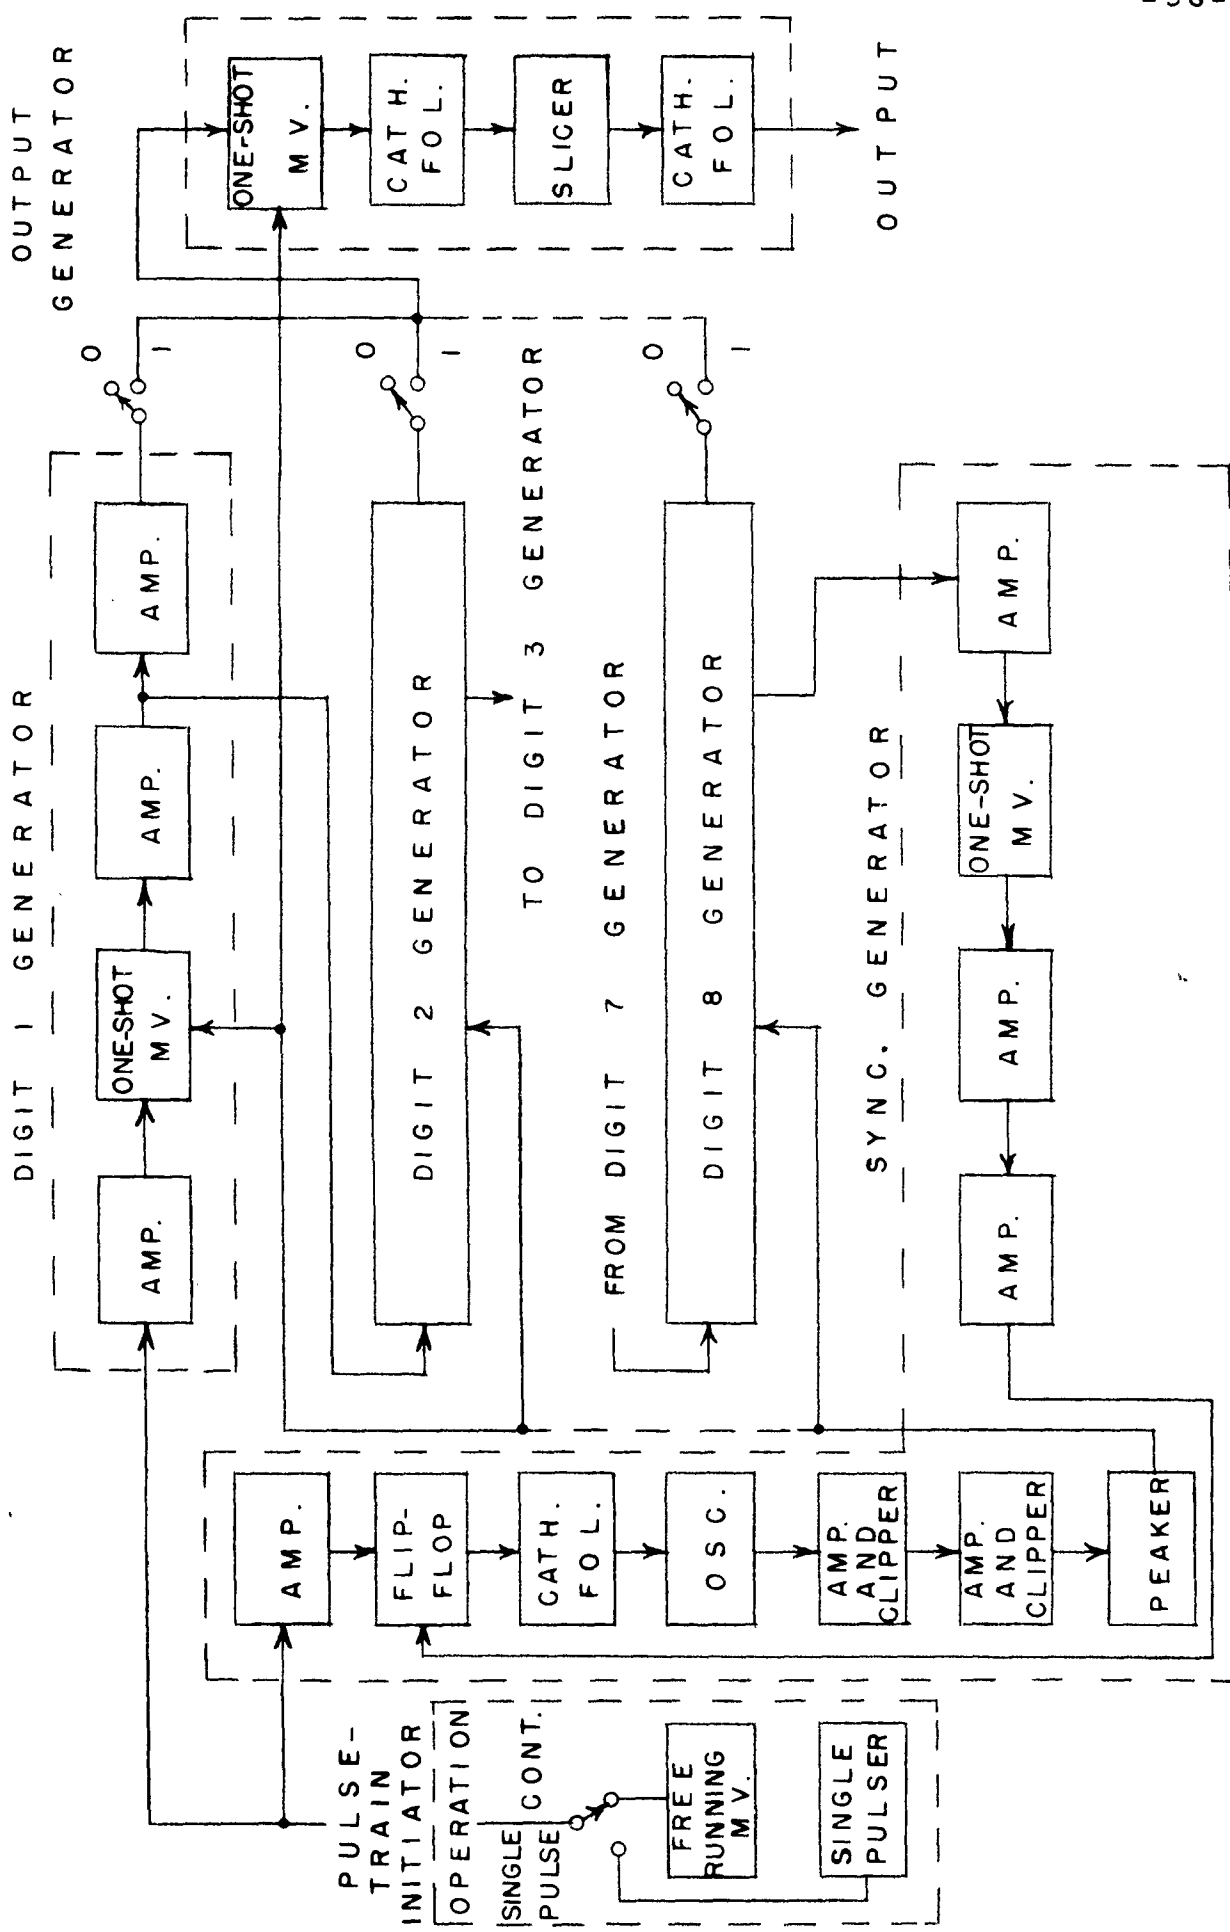 OUTPUT
GENERATOR
ONE-SHOT
MV.
CATH.
FOL.
SLICER
CATH.
FOL.
OUTPUT
0
1
0
1
0
1
DIGIT 1 GENERATOR
AMP.
ONE-SHOT
MV.
AMP.
AMP.
DIGIT 2 GENERATOR
TO DIGIT 3 GENERATOR
FROM DIGIT 7 GENERATOR
DIGIT 8 GENERATOR
SYNC. GENERATOR
AMP.
ONE-SHOT
MV.
AMP.
AMP.
AMP.
FLIP-
FLOP
CATH.
FOL.
OSC.
AMP.
AND
CLIPPER
AMP.
AND
CLIPPER
PEAKER
PULSE-
TRAIN
INITIATOR
OPERATION
SINGLE
PULSE
CONT.
FREE
RUNNING
MV.
SINGLE
PULSER